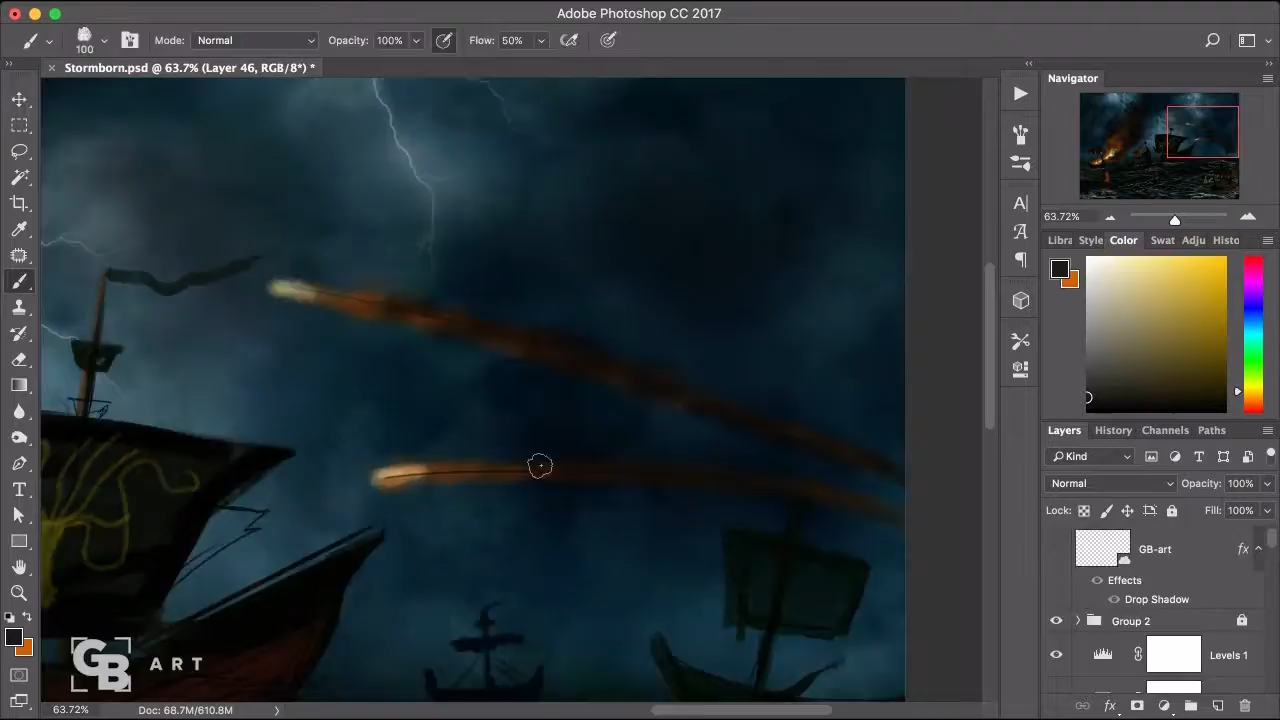 Adobe Photoshop CC 2017
100
Mode: Normal Opacity: 100% Flow: 50%
Stormborn.psd @ 63.7% (Layer 46, RGB/8*) *
Navigator
63.72%
Libra Style Color Swat Adju Histo
Layers History Channels Paths
Kind
Normal Opacity: 100%
Lock: Fill: 100%
GB-art fx
Effects
Drop Shadow
Group 2
Levels 1
fx
GB ART
63.72% Doc: 68.7M/610.8M